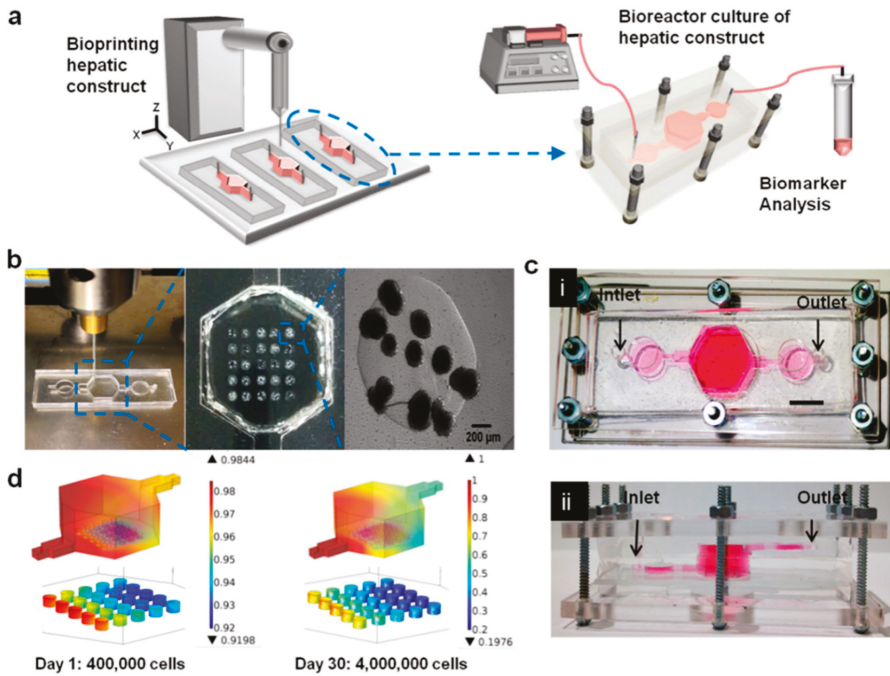 a
Bioprinting
hepatic
construct
Z
X
Y
Bioreactor culture of
hepatic construct
Biomarker
Analysis
b
200 μm
c
i
Intlet
Outlet
ii
Inlet
Outlet
d
▲ 0.9844
0.98
0.97
0.96
0.95
0.94
0.93
0.92
▼ 0.9198
Day 1: 400,000 cells
▲ 1
1
0.9
0.8
0.7
0.6
0.5
0.4
0.3
0.2
▼ 0.1976
Day 30: 4,000,000 cells